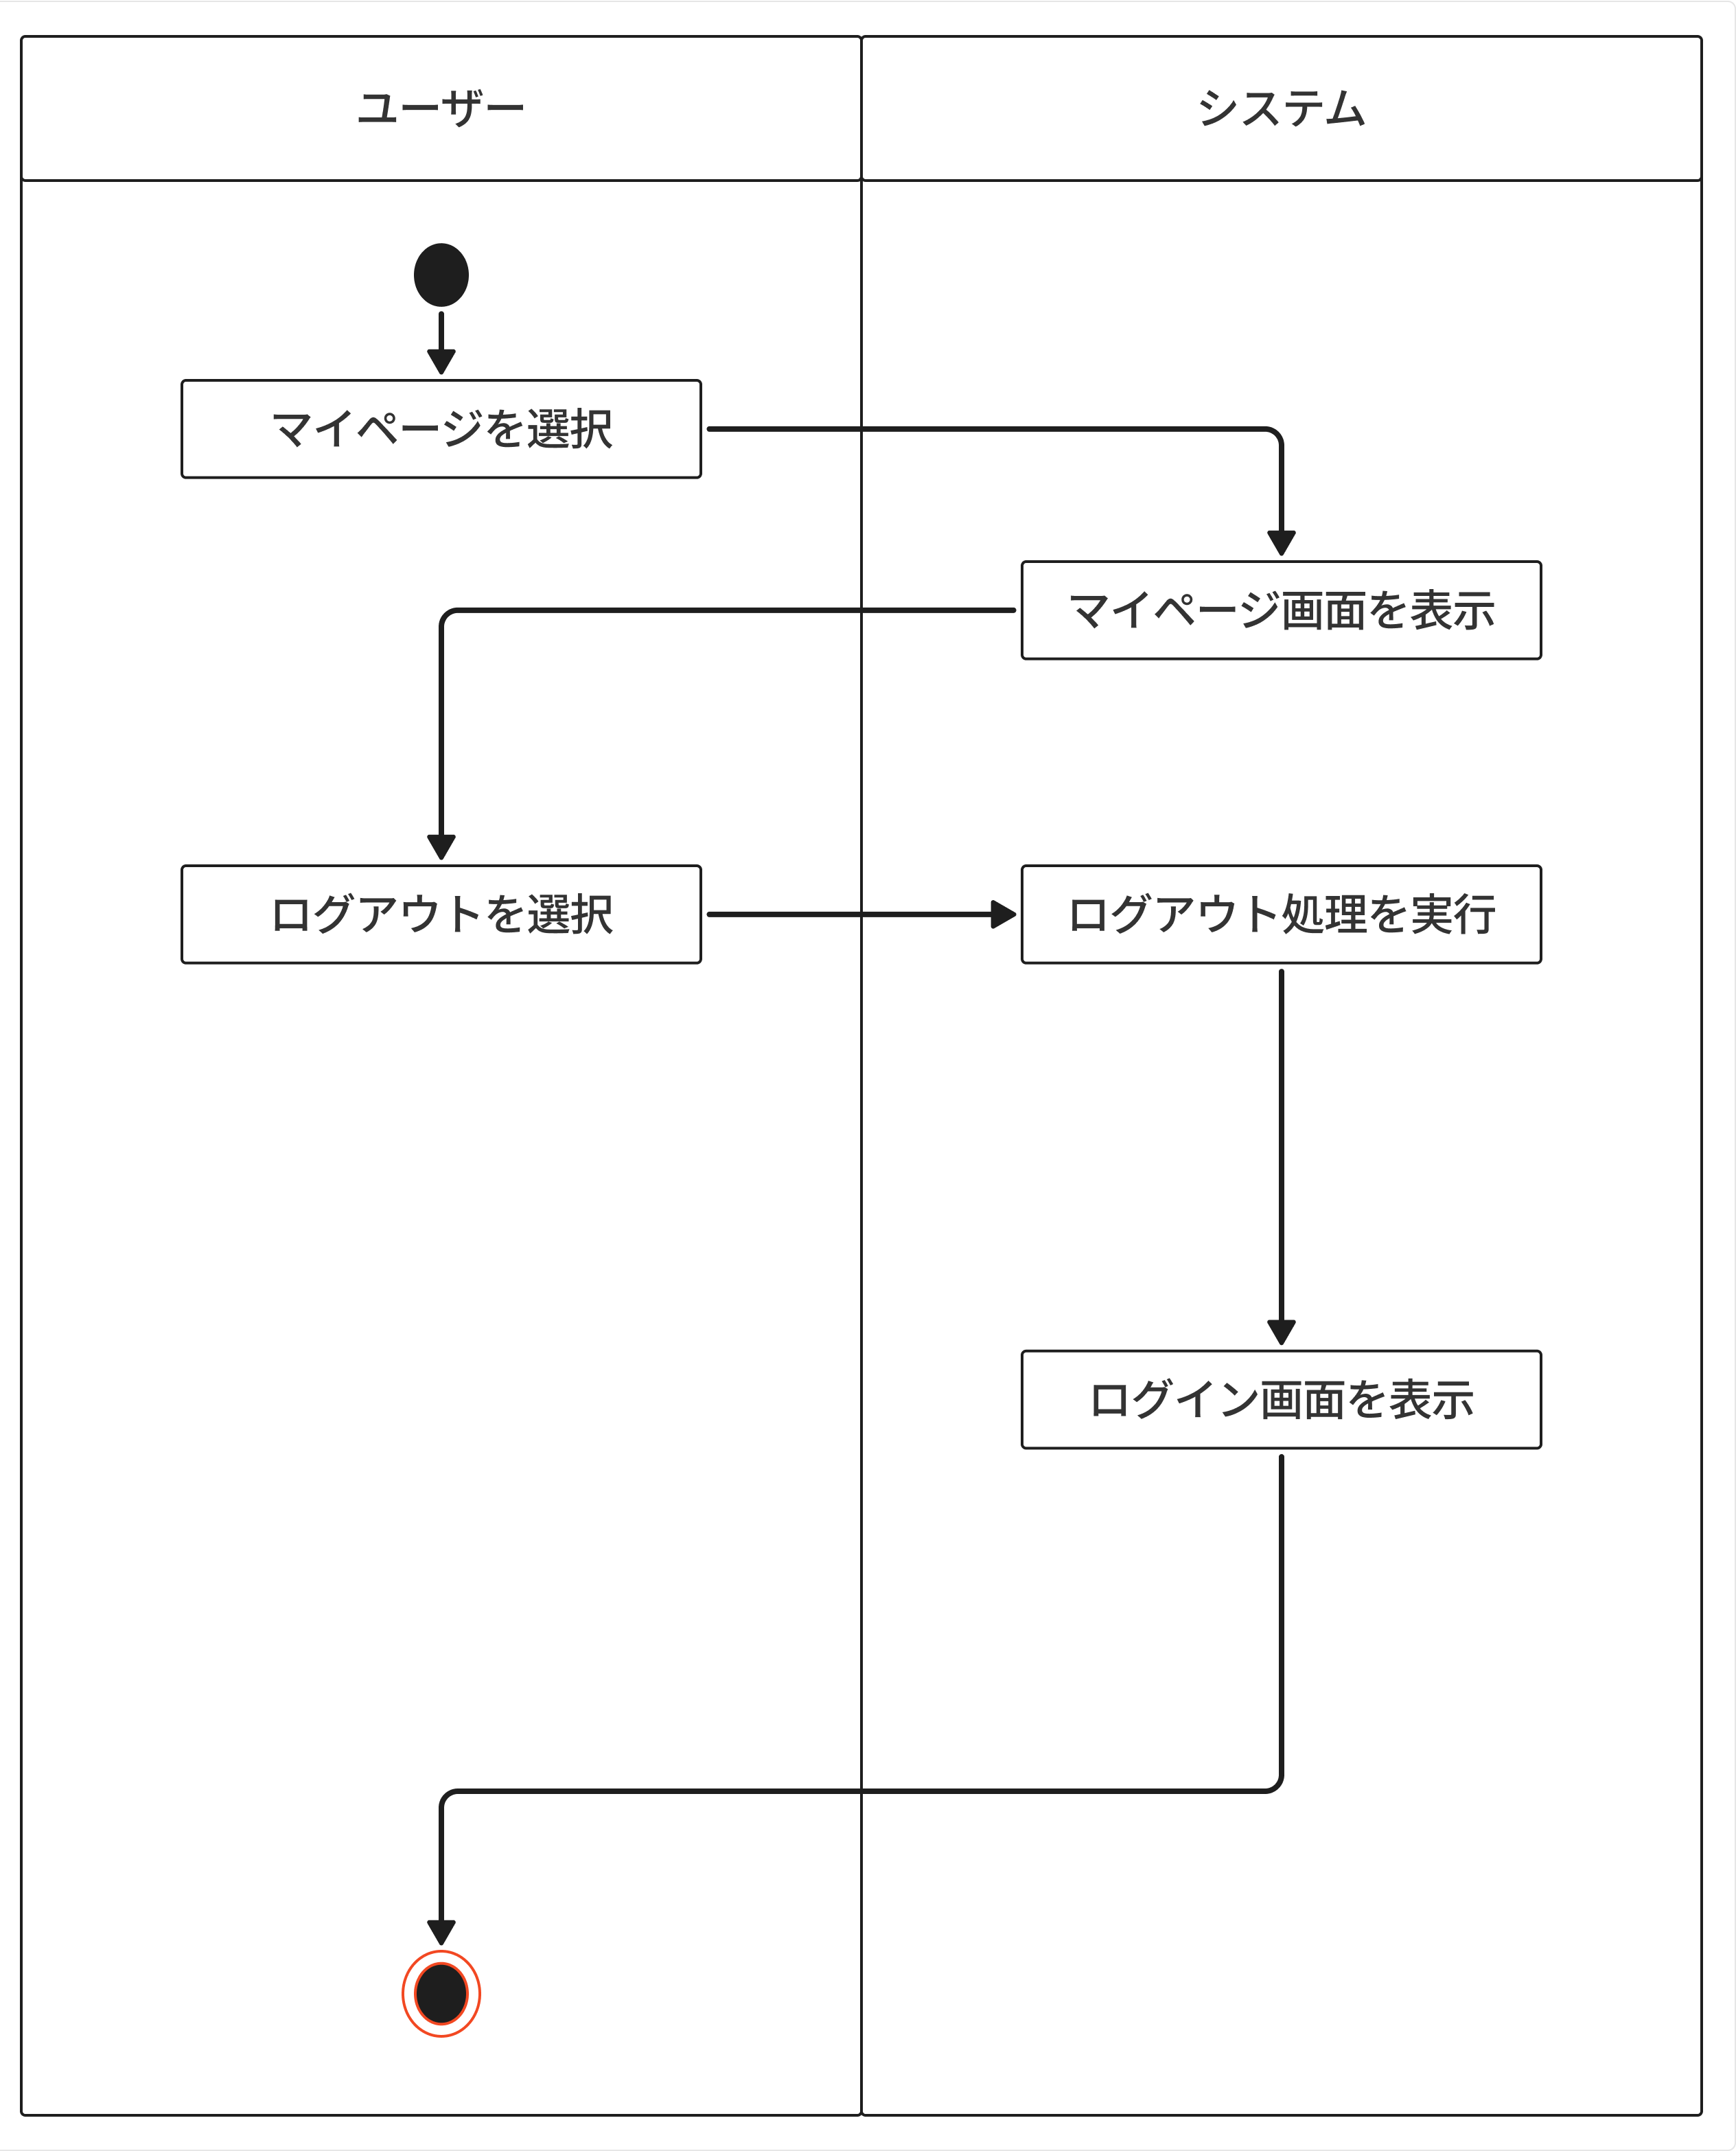 ユーザー
システム
マイページを選択
マイページ画面を表示
ログアウトを選択
ログアウト処理を実行
ログイン画面を表示